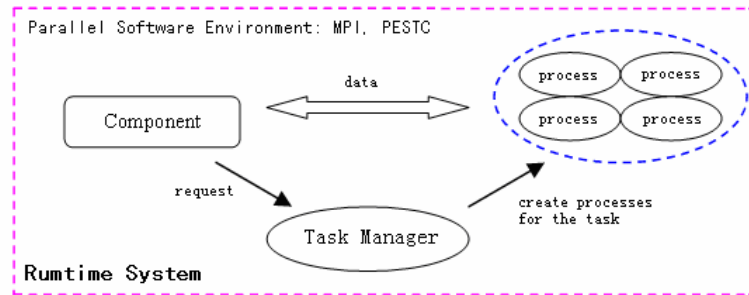 Parallel Software Environment: MPI, PESTC
data
process process
process process
Component
request
create processes
for the task
Task Manager
Rumtime System